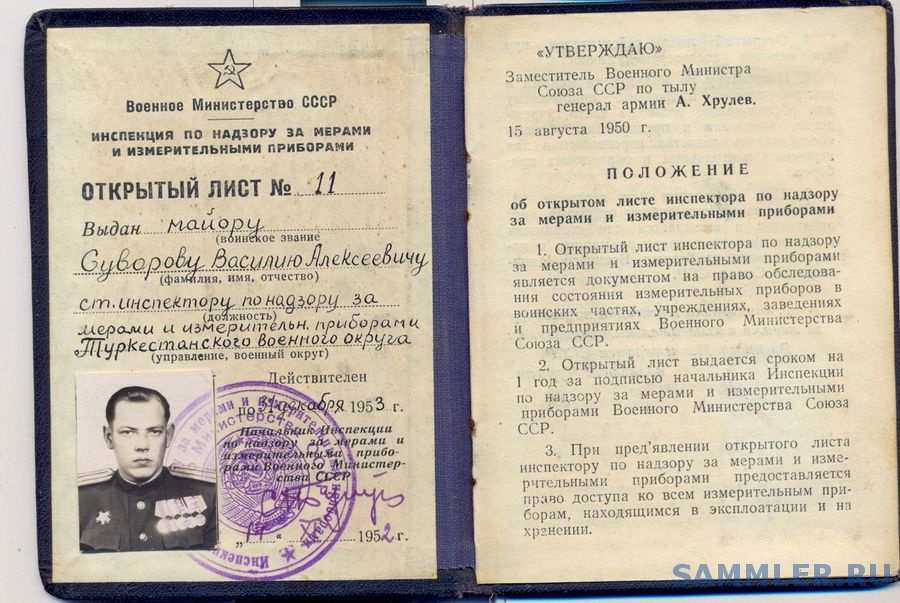 Военное Министерство СССР
ИНСПЕКЦИЯ ПО НАДЗОРУ ЗА МЕРАМИ
И ИЗМЕРИТЕЛЬНЫМИ ПРИБОРАМИ
ОТКРЫТЫЙ ЛИСТ № 11
Выдан майору
(воинское звание)
Суворову Василию Алексеевичу
(фамилия, имя, отчество)
ст. инспектору по надзору за
(должность)
мерами и измерительн. приборами
Туркестанского военного округа
(управление, военный округ)
Действителен
по 31 декабря 1953 г.
Начальник Инспекции
по надзору за мерами и
измерительными прибо-
рами Военного Министер-
ства СССР
1952 г.
«УТВЕРЖДАЮ»
Заместитель Военного Министра
Союза ССР по тылу
генерал армии А. Хрулев.
15 августа 1950 г.
ПОЛОЖЕНИЕ
об открытом листе инспектора по надзору
за мерами и измерительными приборами
1. Открытый лист инспектора по надзору
за мерами и измерительными приборами
является документом на право обследова-
ния состояния измерительных приборов в
воинских частях, учреждениях, заведениях
и предприятиях Военного Министерства
Союза ССР.
2. Открытый лист выдается сроком на
1 год за подписью начальника Инспекции
по надзору за мерами и измерительными
приборами Военного Министерства Союза
ССР.
3. При пред'явлении открытого листа
инспектору по надзору за мерами и изме-
рительными приборами предоставляется
право доступа ко всем измерительным при-
борам, находящимся в эксплоатации и на
хранении.
SAMMLER.RU